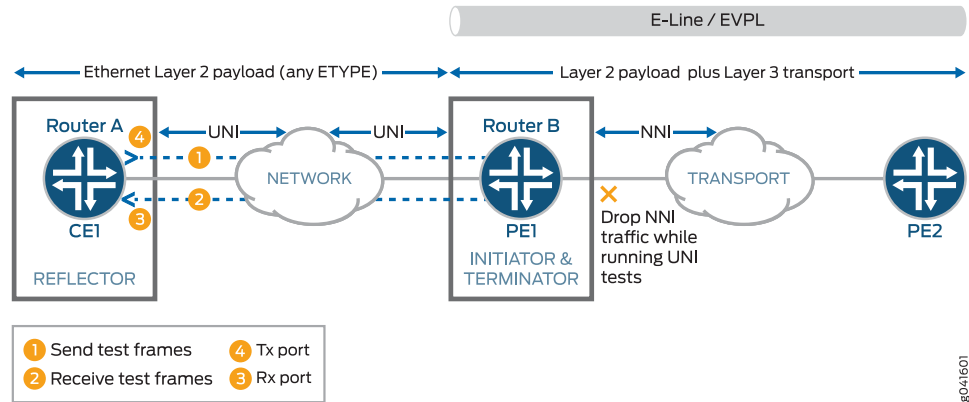 E-Line / EVPL
Ethernet Layer 2 payload (any ETYPE)
Layer 2 payload plus Layer 3 transport
Router A
4
UNI
UNI
Router B
NNI
1
NETWORK
TRANSPORT
2
3
CE1
PE1
PE2
Drop NNI
traffic while
running UNI
tests
REFLECTOR
INITIATOR &
TERMINATOR
1 Send test frames
4 Tx port
2 Receive test frames
3 Rx port
g041601